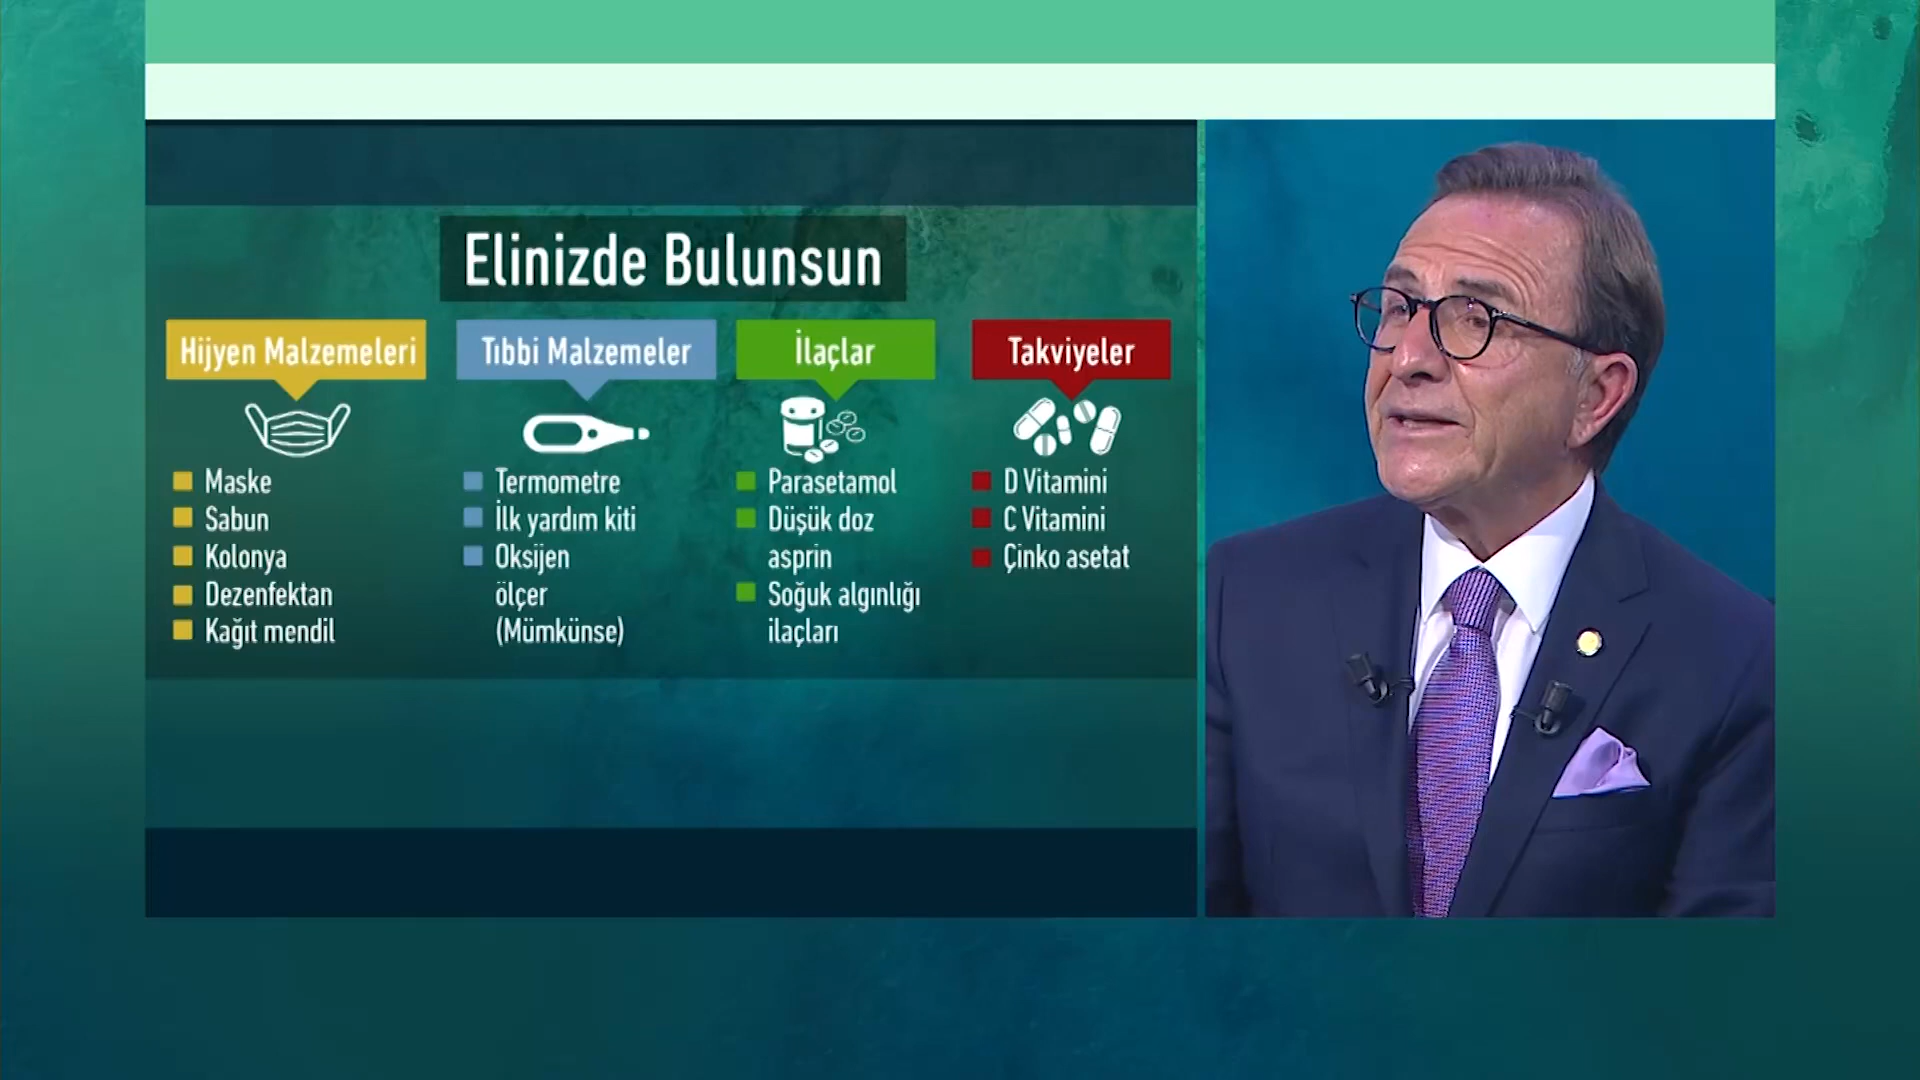 Elinizde Bulunsun
Hijyen Malzemeleri
Maske
Sabun
Kolonya
Dezenfektan
Kağıt mendil
Tıbbi Malzemeler
Termometre
İlk yardım kiti
Oksijen
ölçer
(Mümkünse)
İlaçlar
Parasetamol
Düşük doz
asprin
Soğuk algınlığı
ilaçları
Takviyeler
D Vitamini
C Vitamini
Çinko asetat